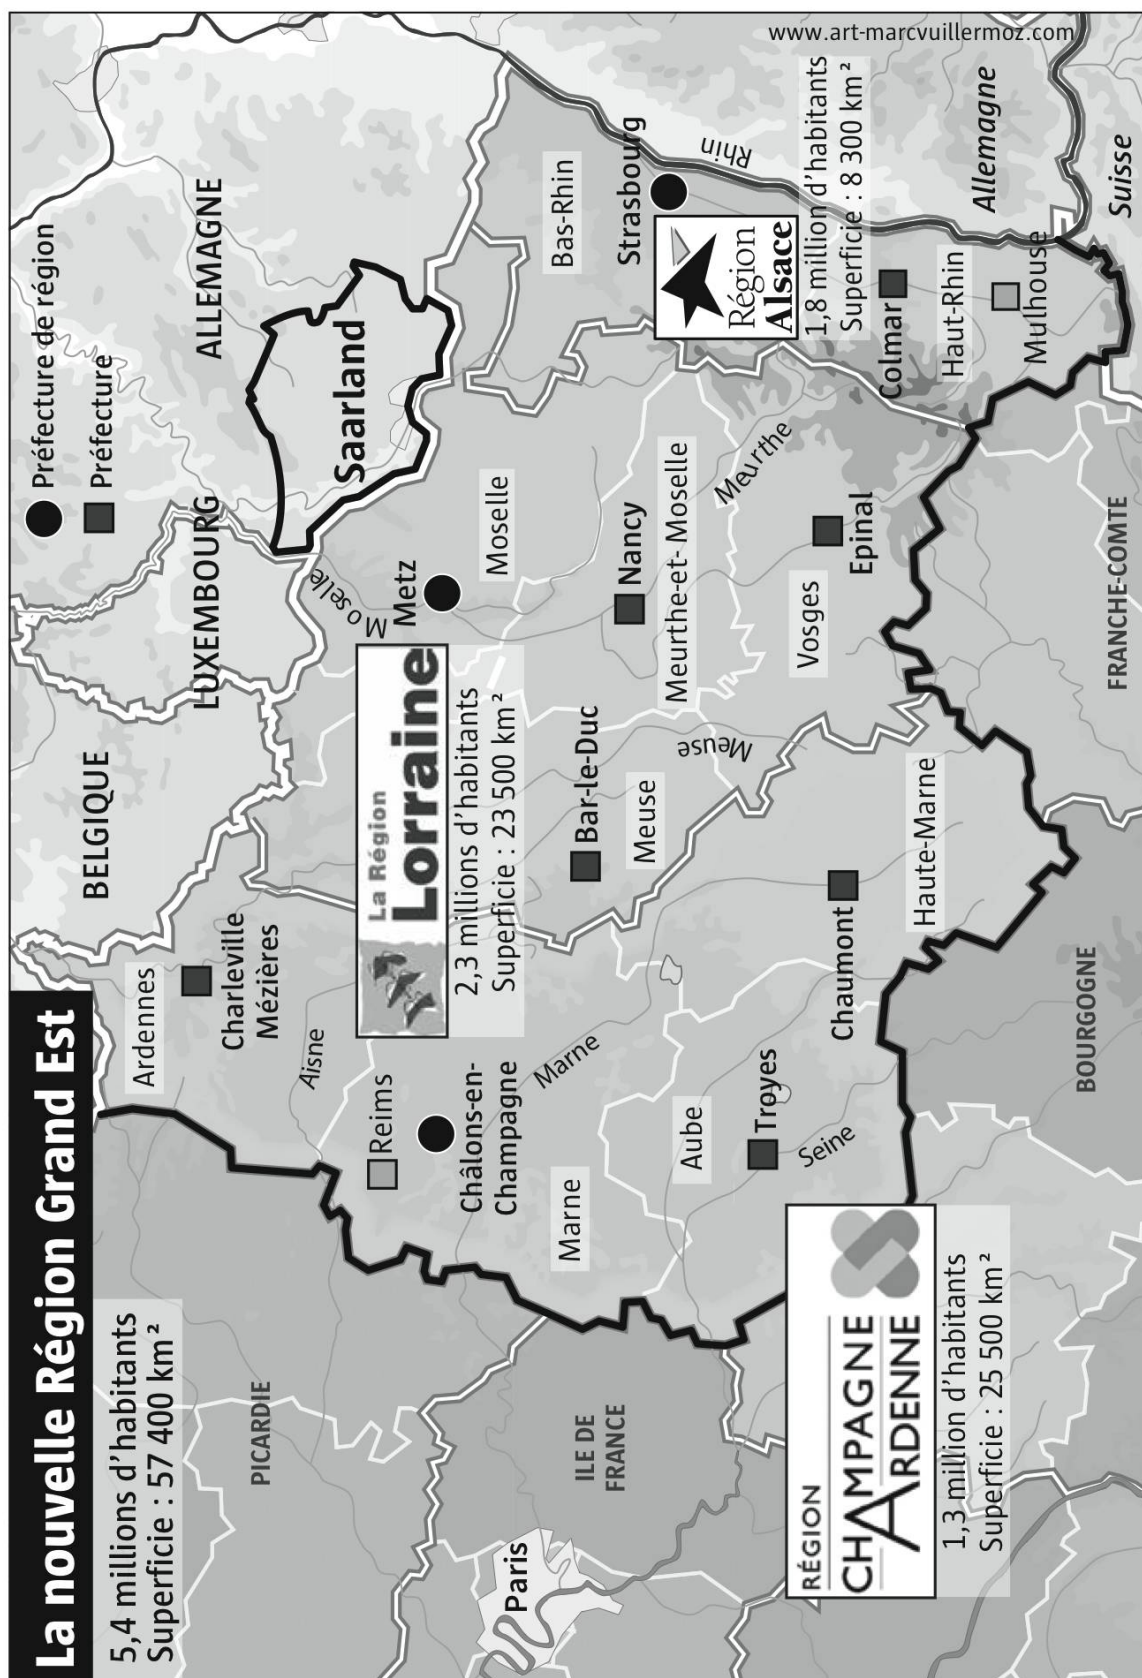 La nouvelle Région Grand Est
5,4 millions d'habitants
Superficie : 57 400 km²
Préfecture de région
Préfecture
BELGIQUE
LUXEMBOURG
ALLEMAGNE
Saarland
PICARDIE
Ardennes
Charleville
Mézières
Aisne
Moselle
La Région
Lorraine
2,3 millions d'habitants
Superficie : 23 500 km²
Metz
Moselle
Reims
Châlons-en-
Champagne
Marne
Marne
Paris
ILE DE
FRANCE
Bar-le-Duc
Meuse
Meuse
Nancy
Meurthe-et- Moselle
Meurthe
Bas-Rhin
Strasbourg
Rhin
Région
Alsace
1,8 million d'habitants
Superficie : 8 300 km²
Aube
Troyes
Seine
Chaumont
Haute-Marne
Vosges
Epinal
Colmar
Haut-Rhin
Mulhouse
Allemagne
Suisse
RÉGION
CHAMPAGNE
ARDENNE
1,3 million d'habitants
Superficie : 25 500 km²
BOURGOGNE
FRANCHE-COMTE
www.art-marcvuillermoz.com